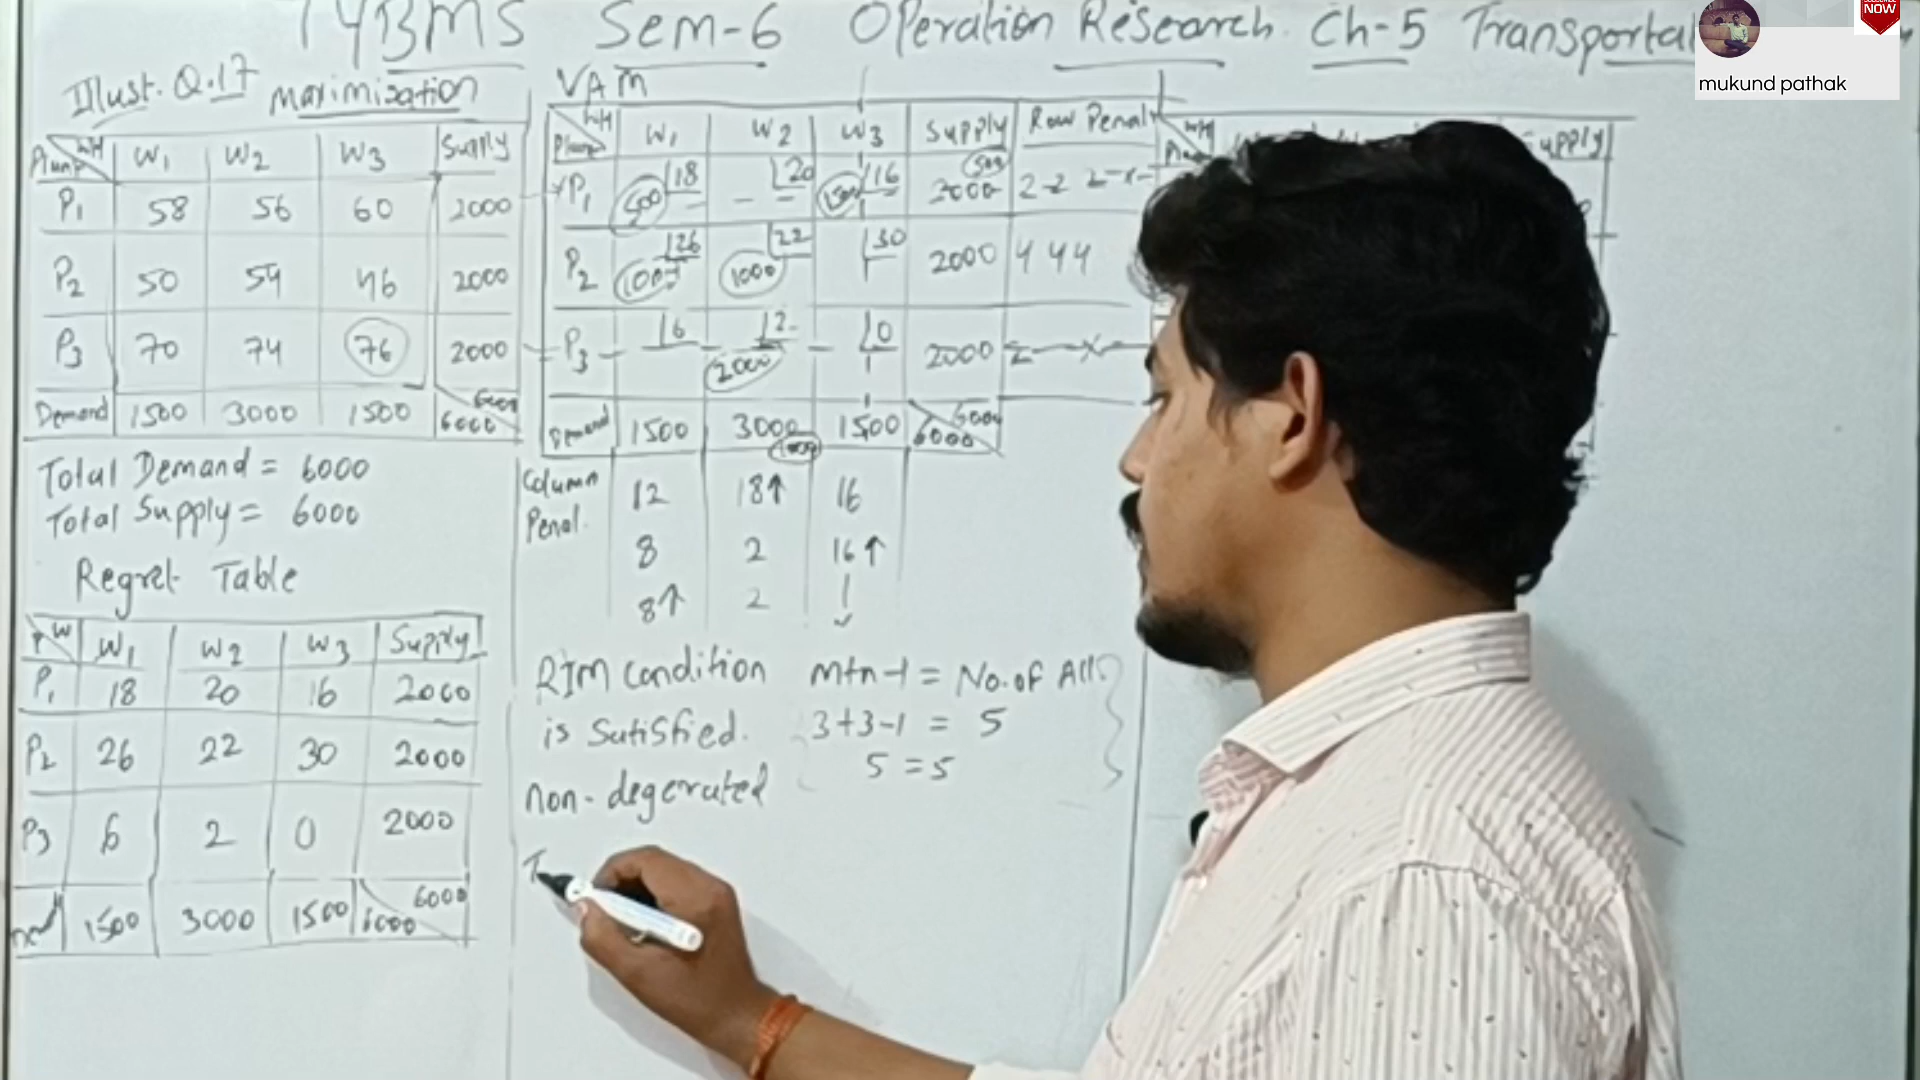 TYBMS Sem-6 Operation Research. Ch-5
NOW
mukund pathak
Illust. Q.17 maximisation
W1 W2 W3 Supply
P1 58 56 60 2000
P2 50 54 46 2000
P3 70 74 76 2000
Demand 1500 3000 1500 6000 6000
Total Demand = 6000
Total Supply = 6000
Regret Table
P W W1 W2 W3 Supply
P1 18 20 16 2000
P2 26 22 30 2000
P3 6 2 0 2000
1500 3000 1500 6000 6000
VAM
WH W1 W2 W3 Supply Row
P1 500 18 20 1500 16 2000 500 2 2 2
P2 1000 26 1000 22 30 2000 4 4 4
P3 6 2000 2 0 2000 2 x
Demand 1500 3000 1000 1500 6000 6000
Column Penal.
12 18↑ 16
8 2 16↑
8↑ 2
RIM Condition
is Satisfied.
non-degerated
m+n-1 = No. of All.
3+3-1 = 5
5 = 5